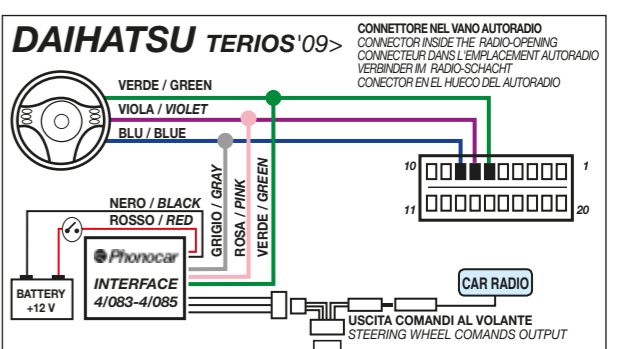 DAIHATSU TERIOS'09>
CONNETTORE NEL VANO AUTORADIO
CONNECTOR INSIDE THE RADIO-OPENING
CONNECTEUR DANS L'EMPLACEMENT AUTORADIO
VERBINDER IM RADIO-SCHACHT
CONECTOR EN EL HUECO DEL AUTORADIO
VERDE / GREEN
VIOLA / VIOLET
BLU / BLUE
10
1
11
20
NERO / BLACK
ROSSO / RED
GRIGIO / GRAY
ROSA / PINK
VERDE / GREEN
Phonocar
INTERFACE
4/083-4/085
BATTERY
+12 V
CAR RADIO
USCITA COMANDI AL VOLANTE
STEERING WHEEL COMANDS OUTPUT